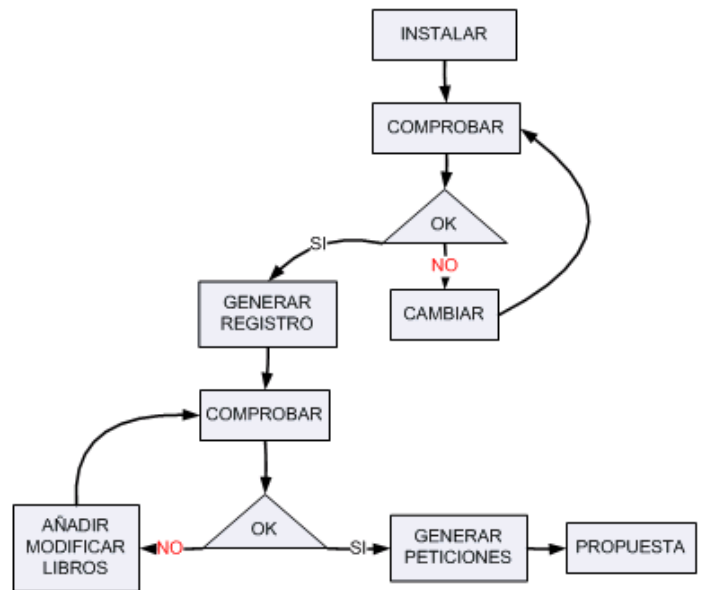 INSTALAR
COMPROBAR
OK
SI
NO
GENERAR
REGISTRO
CAMBIAR
COMPROBAR
OK
AÑADIR
MODIFICAR
LIBROS
NO
SI
GENERAR
PETICIONES
PROPUESTA